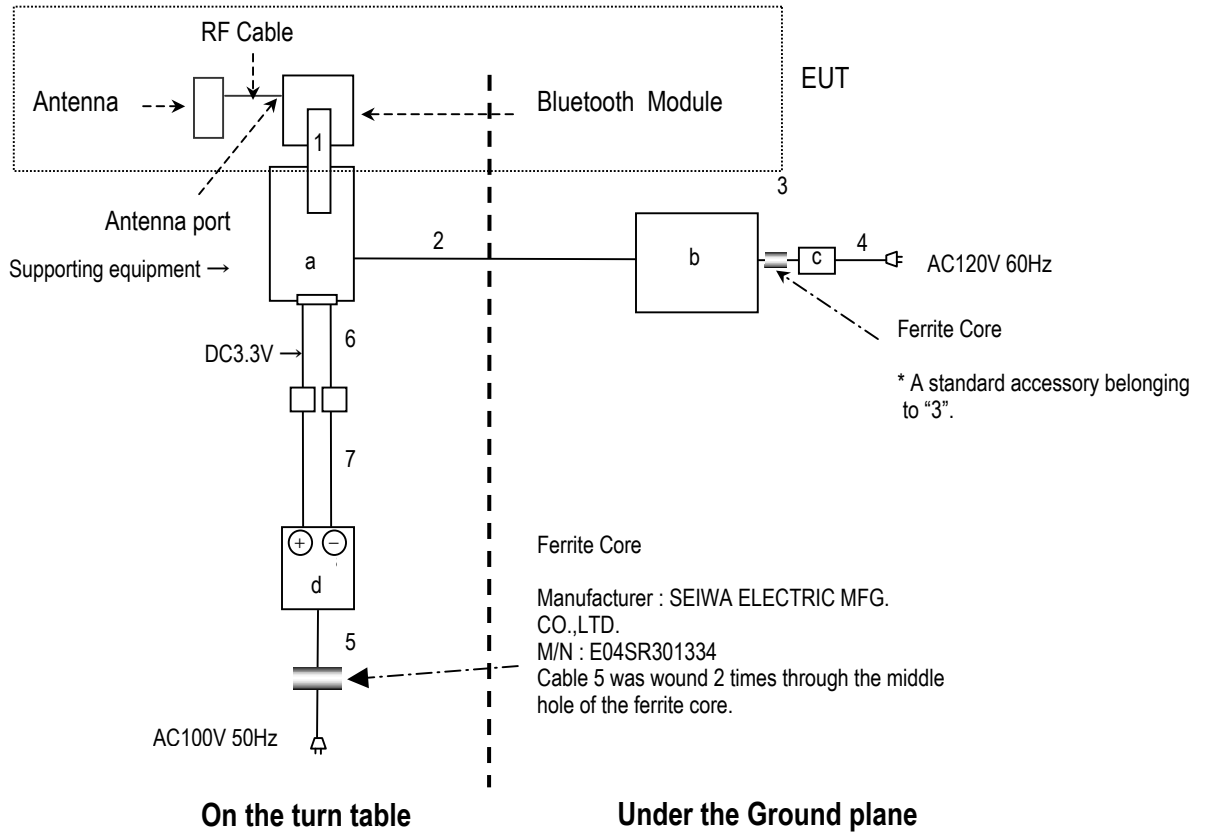 RF Cable
EUT
Antenna
Bluetooth Module
1
3
Antenna port
2
4
Supporting equipment →
a
b
c
AC120V 60Hz
6
Ferrite Core
DC3.3V →
* A standard accessory belonging
to “3”.
7
+ −
d
Ferrite Core
Manufacturer : SEIWA ELECTRIC MFG.
CO.,LTD.
M/N : E04SR301334
Cable 5 was wound 2 times through the middle
hole of the ferrite core.
5
AC100V 50Hz
On the turn table
Under the Ground plane